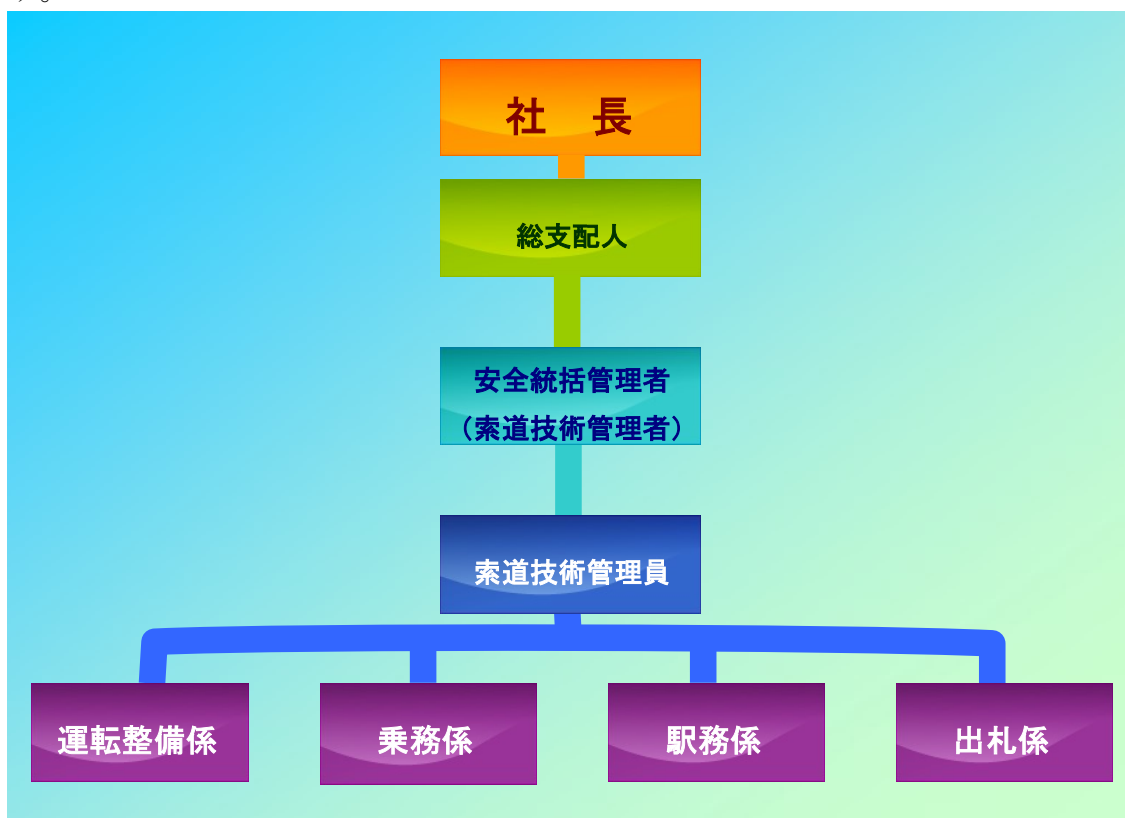 社　長
総支配人
安全統括管理者
（索道技術管理者）
索道技術管理員
運転整備係
乗務係
駅務係
出札係